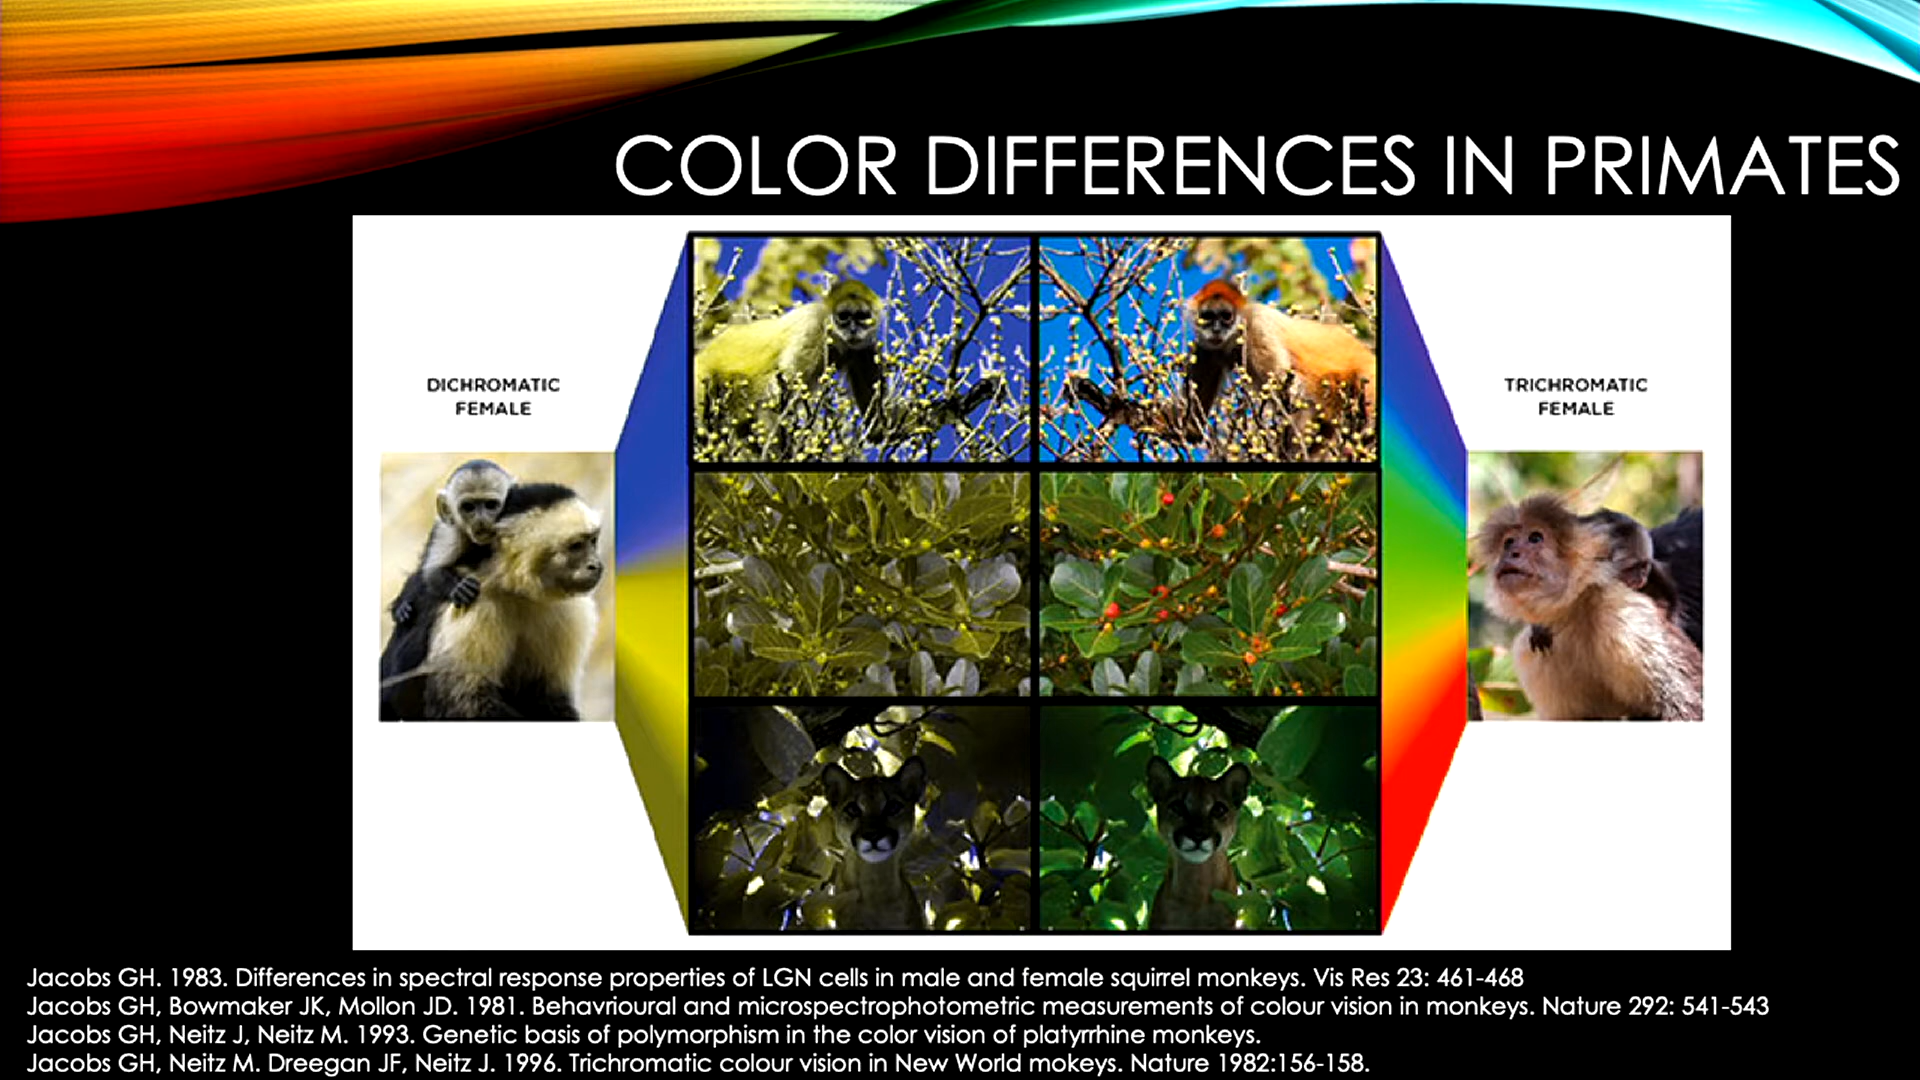 COLOR DIFFERENCES IN PRIMATES
DICHROMATIC
FEMALE
TRICHROMATIC
FEMALE
Jacobs GH. 1983. Differences in spectral response properties of LGN cells in male and female squirrel monkeys. Vis Res 23: 461-468
Jacobs GH, Bowmaker JK, Mollon JD. 1981. Behavrioural and microspectrophotometric measurements of colour vision in monkeys. Nature 292: 541-543
Jacobs GH, Neitz J, Neitz M. 1993. Genetic basis of polymorphism in the color vision of platyrrhine monkeys.
Jacobs GH, Neitz M. Dreegan JF, Neitz J. 1996. Trichromatic colour vision in New World mokeys. Nature 1982:156-158.